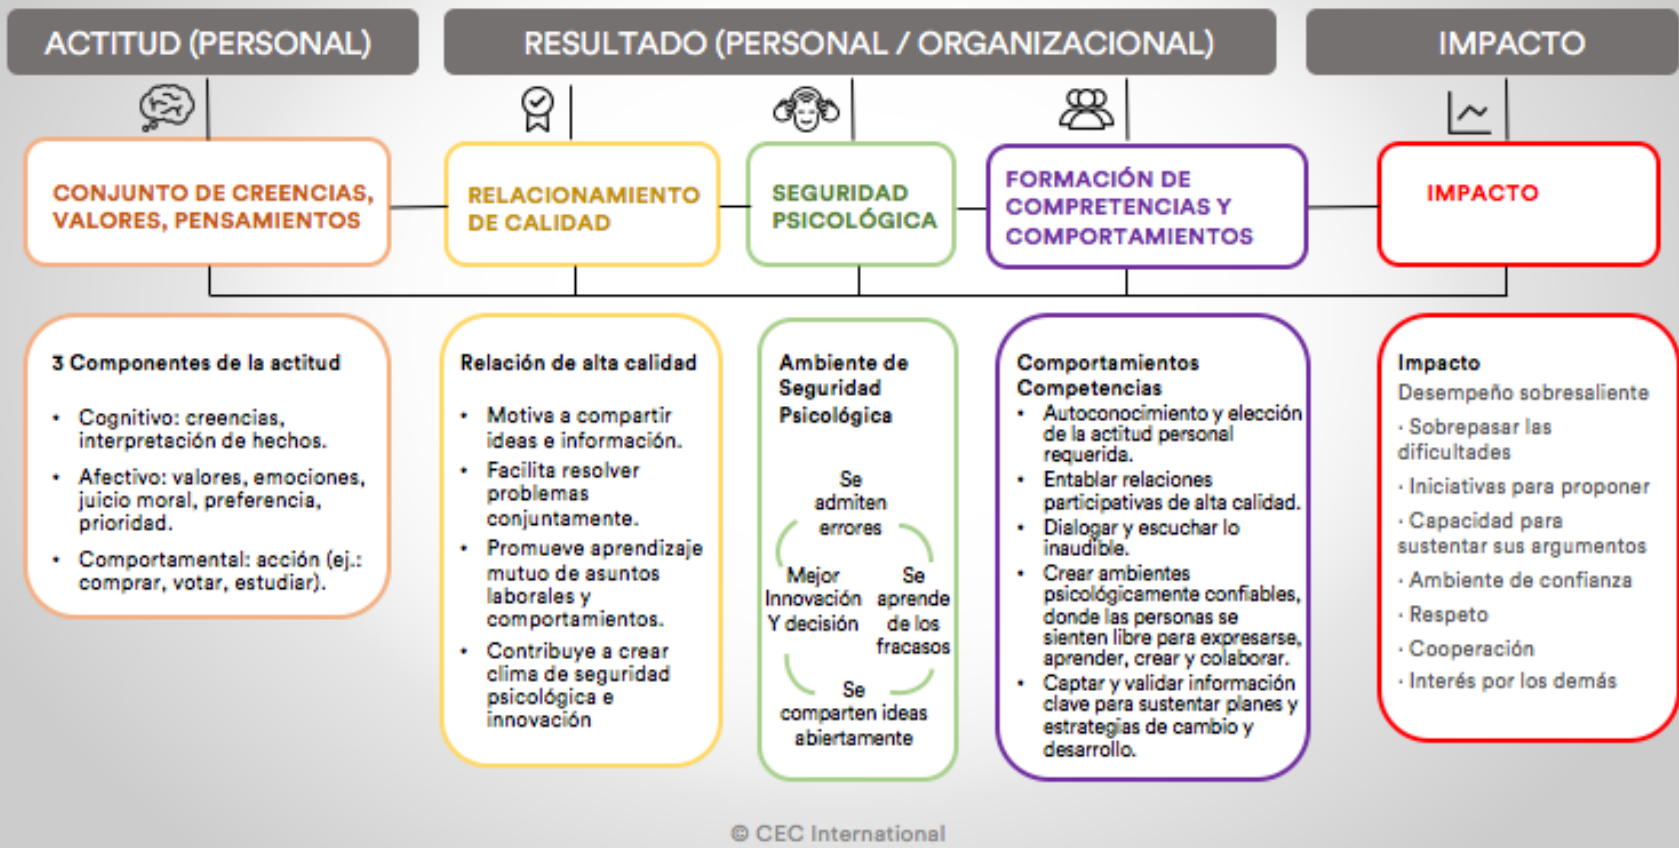 ACTITUD (PERSONAL)
RESULTADO (PERSONAL / ORGANIZACIONAL)
IMPACTO
CONJUNTO DE CREENCIAS,
VALORES, PENSAMIENTOS
RELACIONAMIENTO
DE CALIDAD
SEGURIDAD
PSICOLÓGICA
FORMACIÓN DE
COMPRETENCIAS Y
COMPORTAMIENTOS
IMPACTO
3 Componentes de la actitud
• Cognitivo: creencias,
interpretación de hechos.
• Afectivo: valores, emociones,
juicio moral, preferencia,
prioridad.
• Comportamental: acción (ej.:
comprar, votar, estudiar).
Relación de alta calidad
• Motiva a compartir
ideas e información.
• Facilita resolver
problemas
conjuntamente.
• Promueve aprendizaje
mutuo de asuntos
laborales y
comportamientos.
• Contribuye a crear
clima de seguridad
psicológica e
innovación
Ambiente de
Seguridad
Psicológica
Se
admiten
errores
Se
aprende
de los
fracasos
Se
comparten ideas
abiertamente
Mejor
Innovación
Y decisión
Comportamientos
Competencias
• Autoconocimiento y elección
de la actitud personal
requerida.
• Entablar relaciones
participativas de alta calidad.
• Dialogar y escuchar lo
inaudible.
• Crear ambientes
psicológicamente confiables,
donde las personas se
sienten libre para expresarse,
aprender, crear y colaborar.
• Captar y validar información
clave para sustentar planes y
estrategias de cambio y
desarrollo.
Impacto
Desempeño sobresaliente
· Sobrepasar las
dificultades
· Iniciativas para proponer
· Capacidad para
sustentar sus argumentos
· Ambiente de confianza
· Respeto
· Cooperación
· Interés por los demás
© CEC International